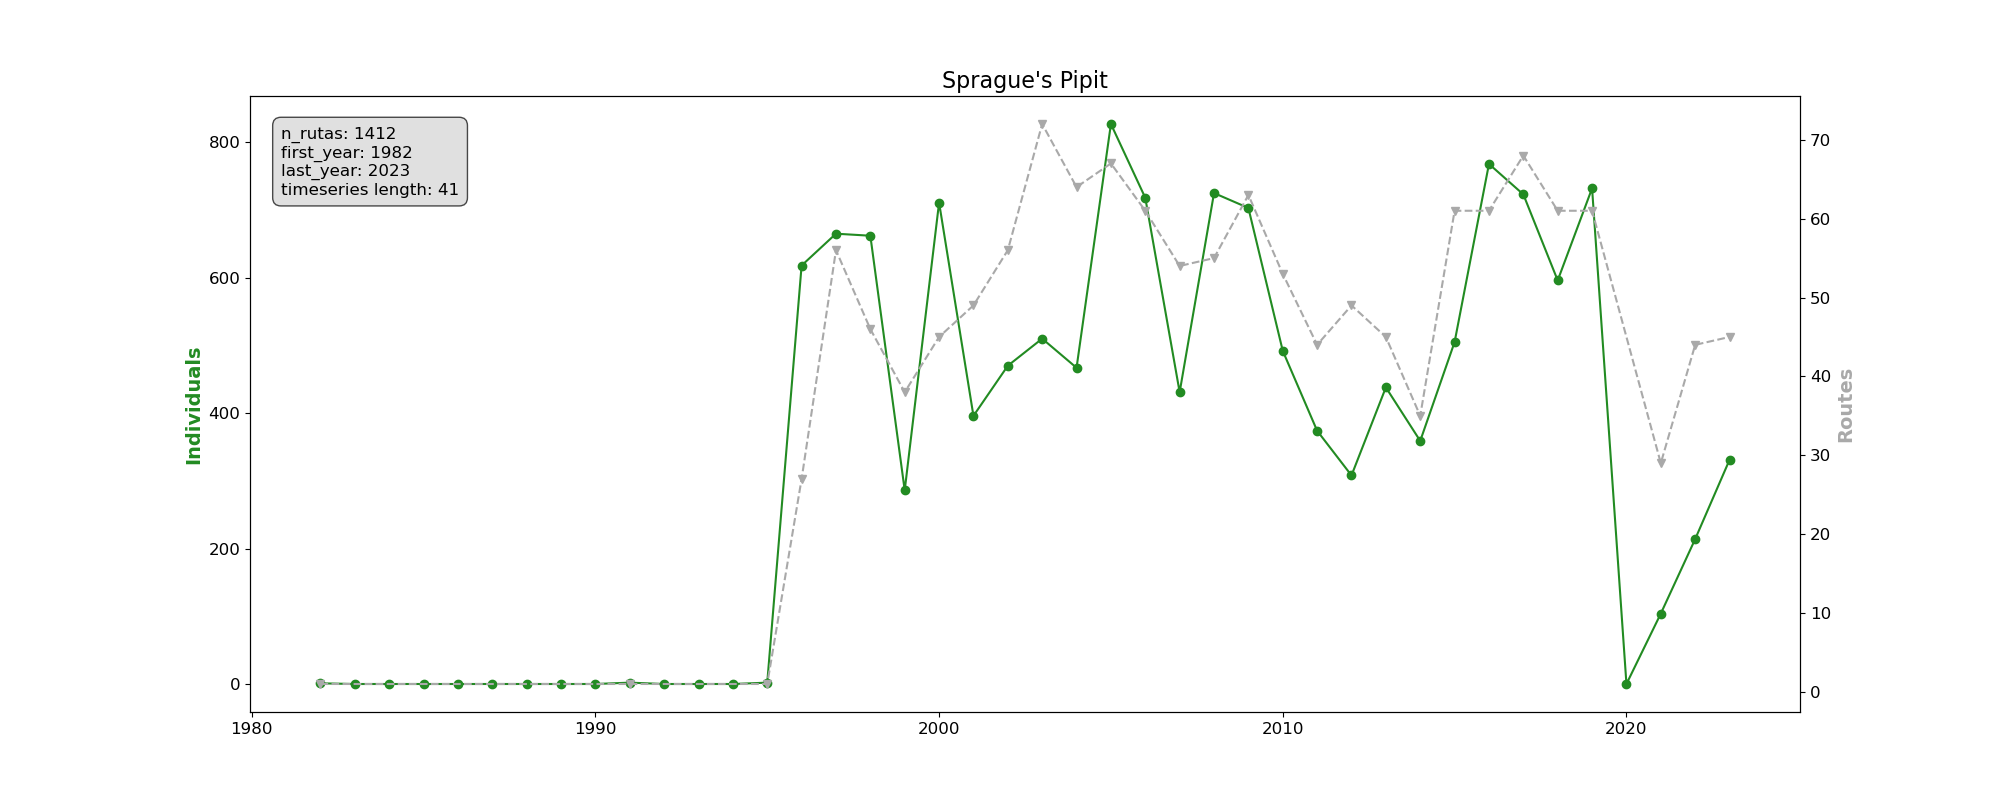 Sprague's Pipit
n_rutas: 1412
first_year: 1982
last_year: 2023
timeseries length: 41
800
600
400
200
0
Individuals
70
60
50
40
30
20
10
0
Routes
1980
1990
2000
2010
2020